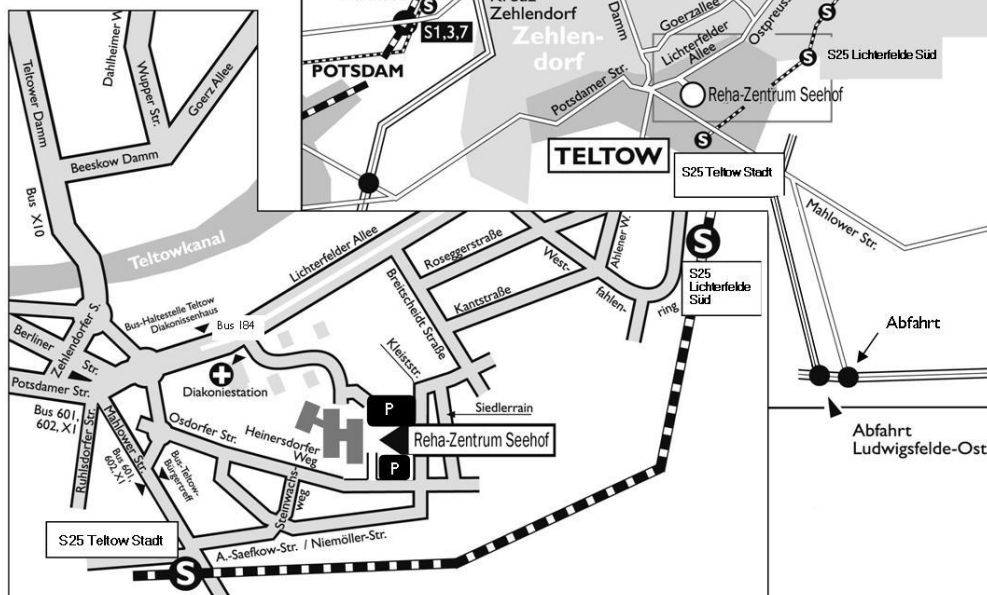 Zehlendorf
S
S1,3,7
Zehlen-
dorf
POTSDAM
Damm
Goerzallee
Lichterfelder
Allee
Potsdamer Str.
S
S
S25 Lichterfelde Süd
Reha-Zentrum Seehof
S
TELTOW
S25 Teltow Stadt
Mahlower Str.
Abfahrt
Abfahrt
Ludwigsfelde-Ost
Teltower Damm
Bus X10
Dahlheimer W
Wupper Str.
Goerz Allee
Beeskow Damm
Teltowkanal
Lichterfelder Allee
Roseggerstraße
Kantstraße
Breitscheidt-Straße
West-
fahlen-
ring
Ahlener W.
S
S25
Lichterfelde
Süd
Zehlendorfer S.
Berliner
Str.
Potsdamer Str.
Bus-Haltestelle Teltow
Diakonissenhaus
Bus 184
Diakoniestation
Kleiststr.
P
Siedlerrain
Reha-Zentrum Seehof
P
Bus 601,
602, X1
Ruhlsdorfer Str.
Mahlower Str.
Bus 601,
602, X1
Bus-Teltow-
Bürgertreff
Osdorfer Str.
Heinersdorfer
Weg
Steinwachs-
weg
A.-Saefkow-Str. / Niemöller-Str.
S25 Teltow Stadt
S